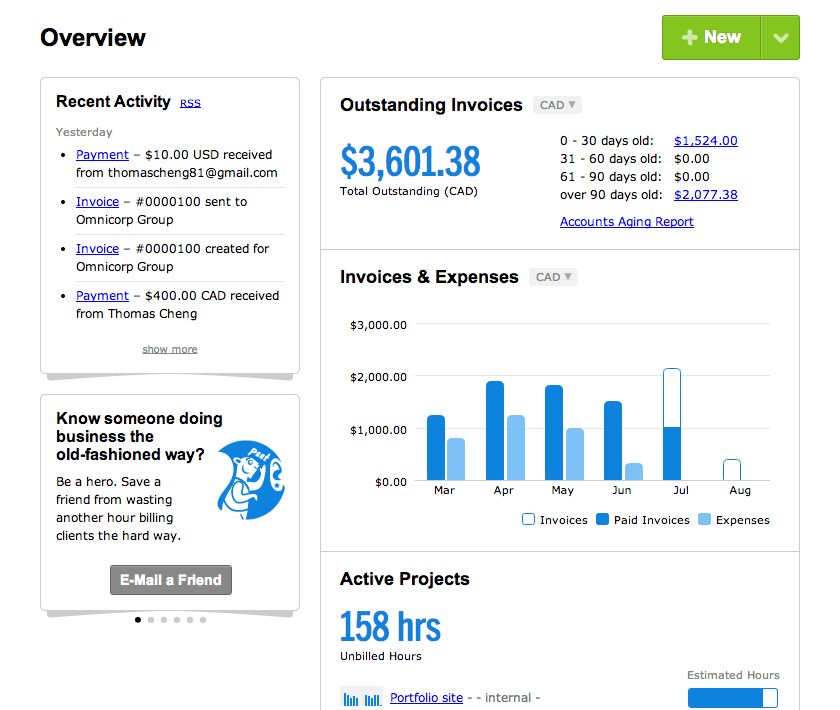 Overview
New
Recent Activity RSS
Yesterday
• Payment – $10.00 USD received
from thomascheng81@gmail.com
• Invoice – #0000100 sent to
Omnicorp Group
• Invoice – #0000100 created for
Omnicorp Group
• Payment – $400.00 CAD received
from Thomas Cheng
show more
Know someone doing
business the
old-fashioned way?
Be a hero. Save a
friend from wasting
another hour billing
clients the hard way.
psst
E-Mail a Friend
Outstanding Invoices CAD ▼
$3,601.38
Total Outstanding (CAD)
0 - 30 days old: $1,524.00
31 - 60 days old: $0.00
61 - 90 days old: $0.00
over 90 days old: $2,077.38
Accounts Aging Report
Invoices & Expenses CAD ▼
$3,000.00
$2,000.00
$1,000.00
$0.00
Mar Apr May Jun Jul Aug
Invoices Paid Invoices Expenses
Active Projects
158 hrs
Unbilled Hours
Estimated Hours
Portfolio site - - internal -